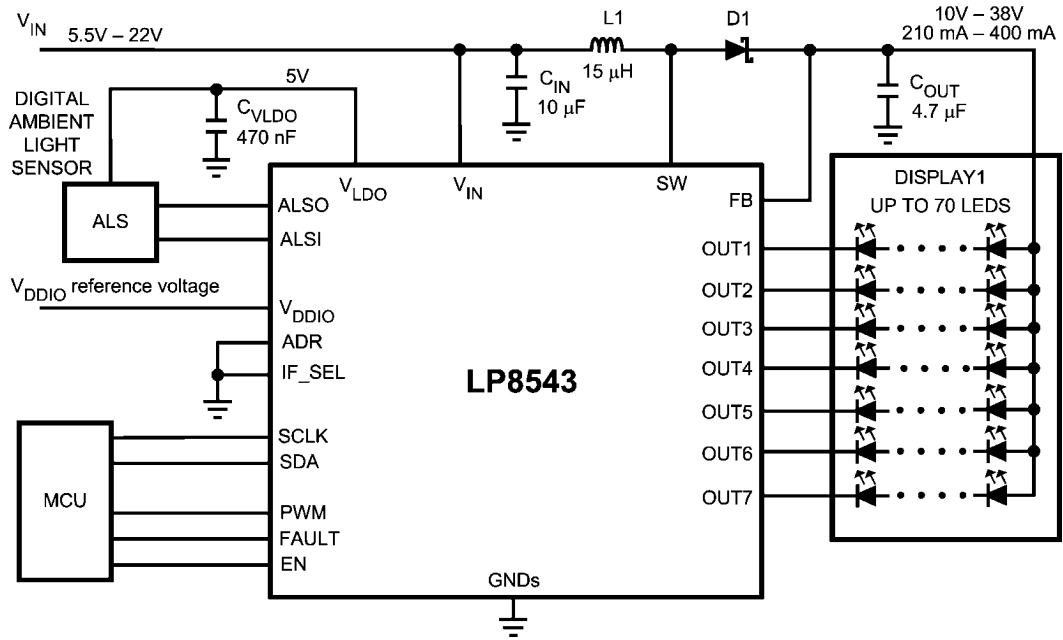 V_IN
5.5V – 22V
L1
15 µH
D1
10V – 38V
210 mA – 400 mA
5V
C_IN
10 µF
C_OUT
4.7 µF
C_VLDO
470 nF
DIGITAL
AMBIENT
LIGHT
SENSOR
ALS
V_LDO
V_IN
SW
FB
ALSO
ALSI
V_DDIO reference voltage
V_DDIO
ADR
IF_SEL
SCLK
SDA
PWM
FAULT
EN
MCU
LP8543
GNDs
OUT1
OUT2
OUT3
OUT4
OUT5
OUT6
OUT7
DISPLAY1
UP TO 70 LEDS